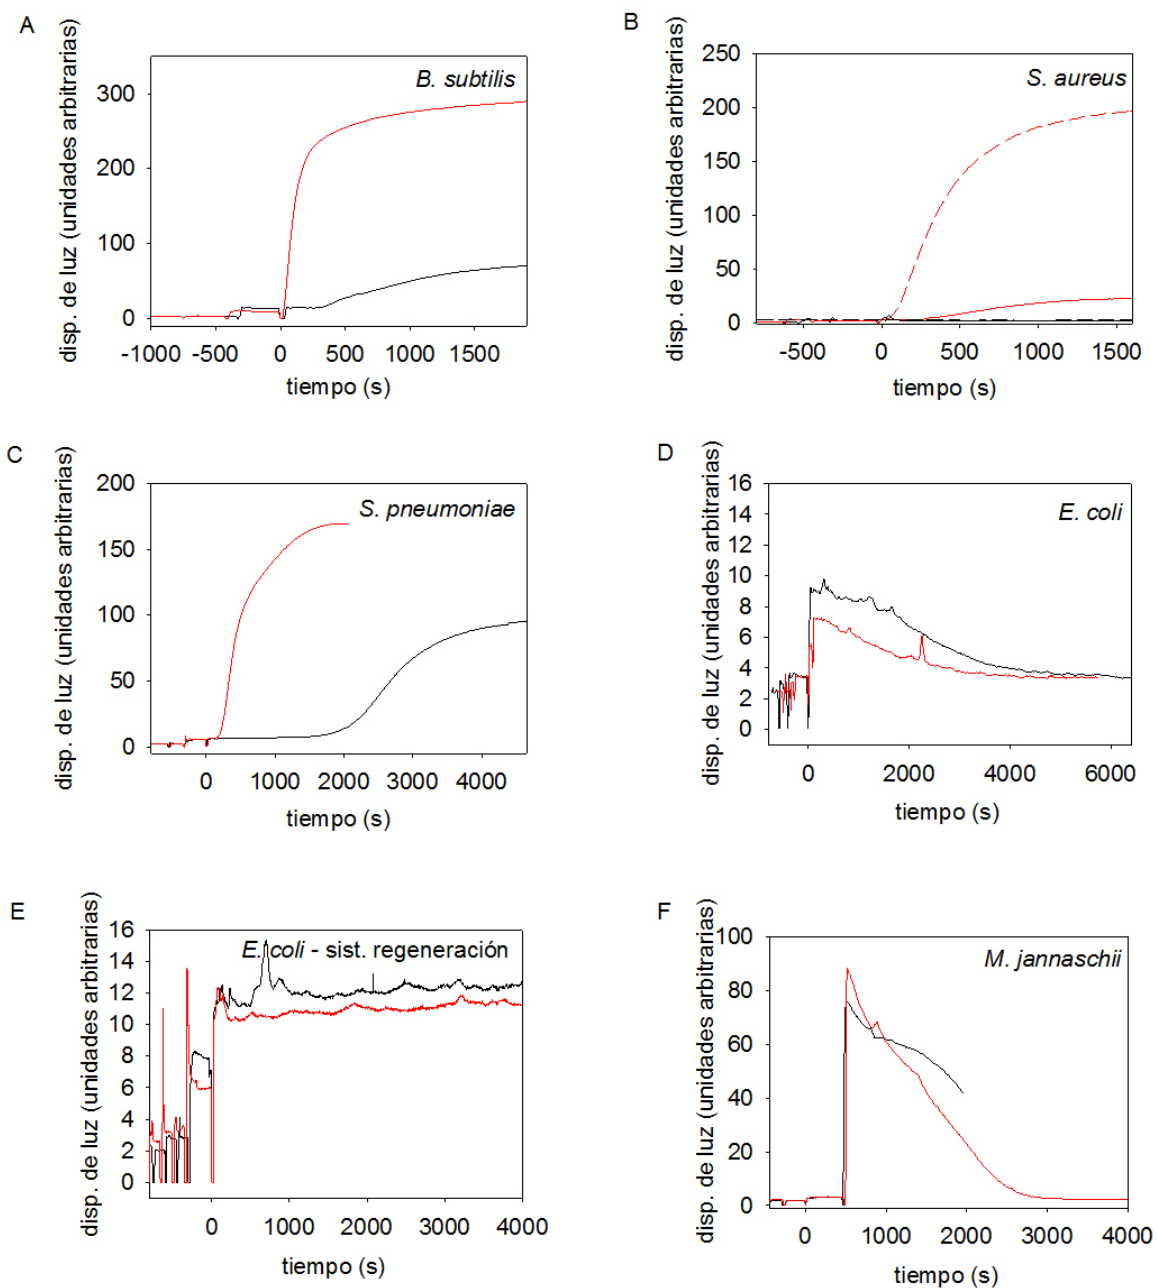 A
B. subtilis
disp. de luz (unidades arbitrarias)
300
200
100
0
-1000 -500 0 500 1000 1500
tiempo (s)
B
S. aureus
disp. de luz (unidades arbitrarias)
250
200
150
100
50
0
-500 0 500 1000 1500
tiempo (s)
C
S. pneumoniae
disp. de luz (unidades arbitrarias)
200
150
100
50
0
0 1000 2000 3000 4000
tiempo (s)
D
E. coli
disp. de luz (unidades arbitrarias)
16
14
12
10
8
6
4
2
0
0 2000 4000 6000
tiempo (s)
E
E. coli - sist. regeneración
disp. de luz (unidades arbitrarias)
16
14
12
10
8
6
4
2
0
0 1000 2000 3000 4000
tiempo (s)
F
M. jannaschii
disp. de luz (unidades arbitrarias)
100
80
60
40
20
0
0 1000 2000 3000 4000
tiempo (s)